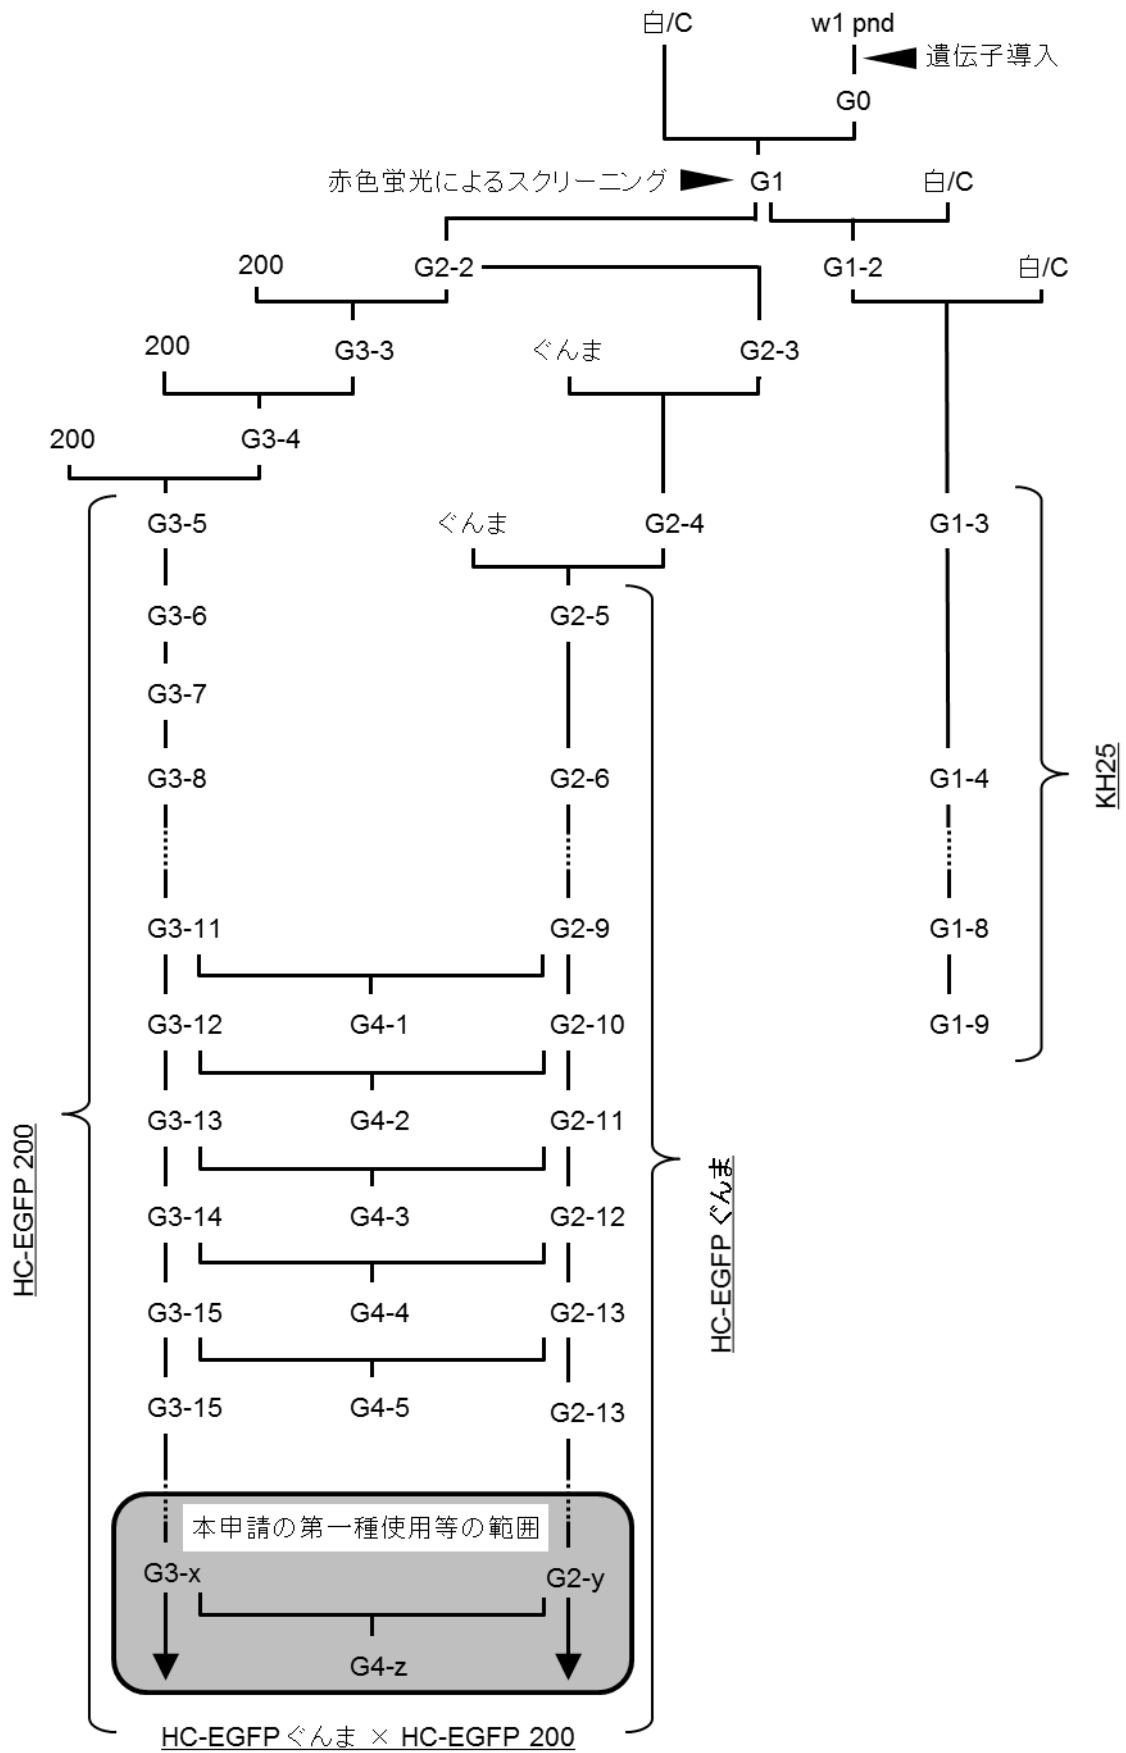 白/C
w1 pnd
遺伝子導入
G0
赤色蛍光によるスクリーニング
G1
白/C
200
G2-2
G1-2
白/C
200
G3-3
ぐんま
G2-3
200
G3-4
G3-5
ぐんま
G2-4
G1-3
G3-6
G2-5
G3-7
G3-8
G2-6
G1-4
KH25
G3-11
G2-9
G1-8
G3-12
G4-1
G2-10
G1-9
G3-13
G4-2
G2-11
HC-EGFP 200
HC-EGFP ぐんま
G3-14
G4-3
G2-12
G3-15
G4-4
G2-13
G3-15
G4-5
G2-13
本申請の第一種使用等の範囲
G3-x
G2-y
G4-z
HC-EGFP ぐんま × HC-EGFP 200